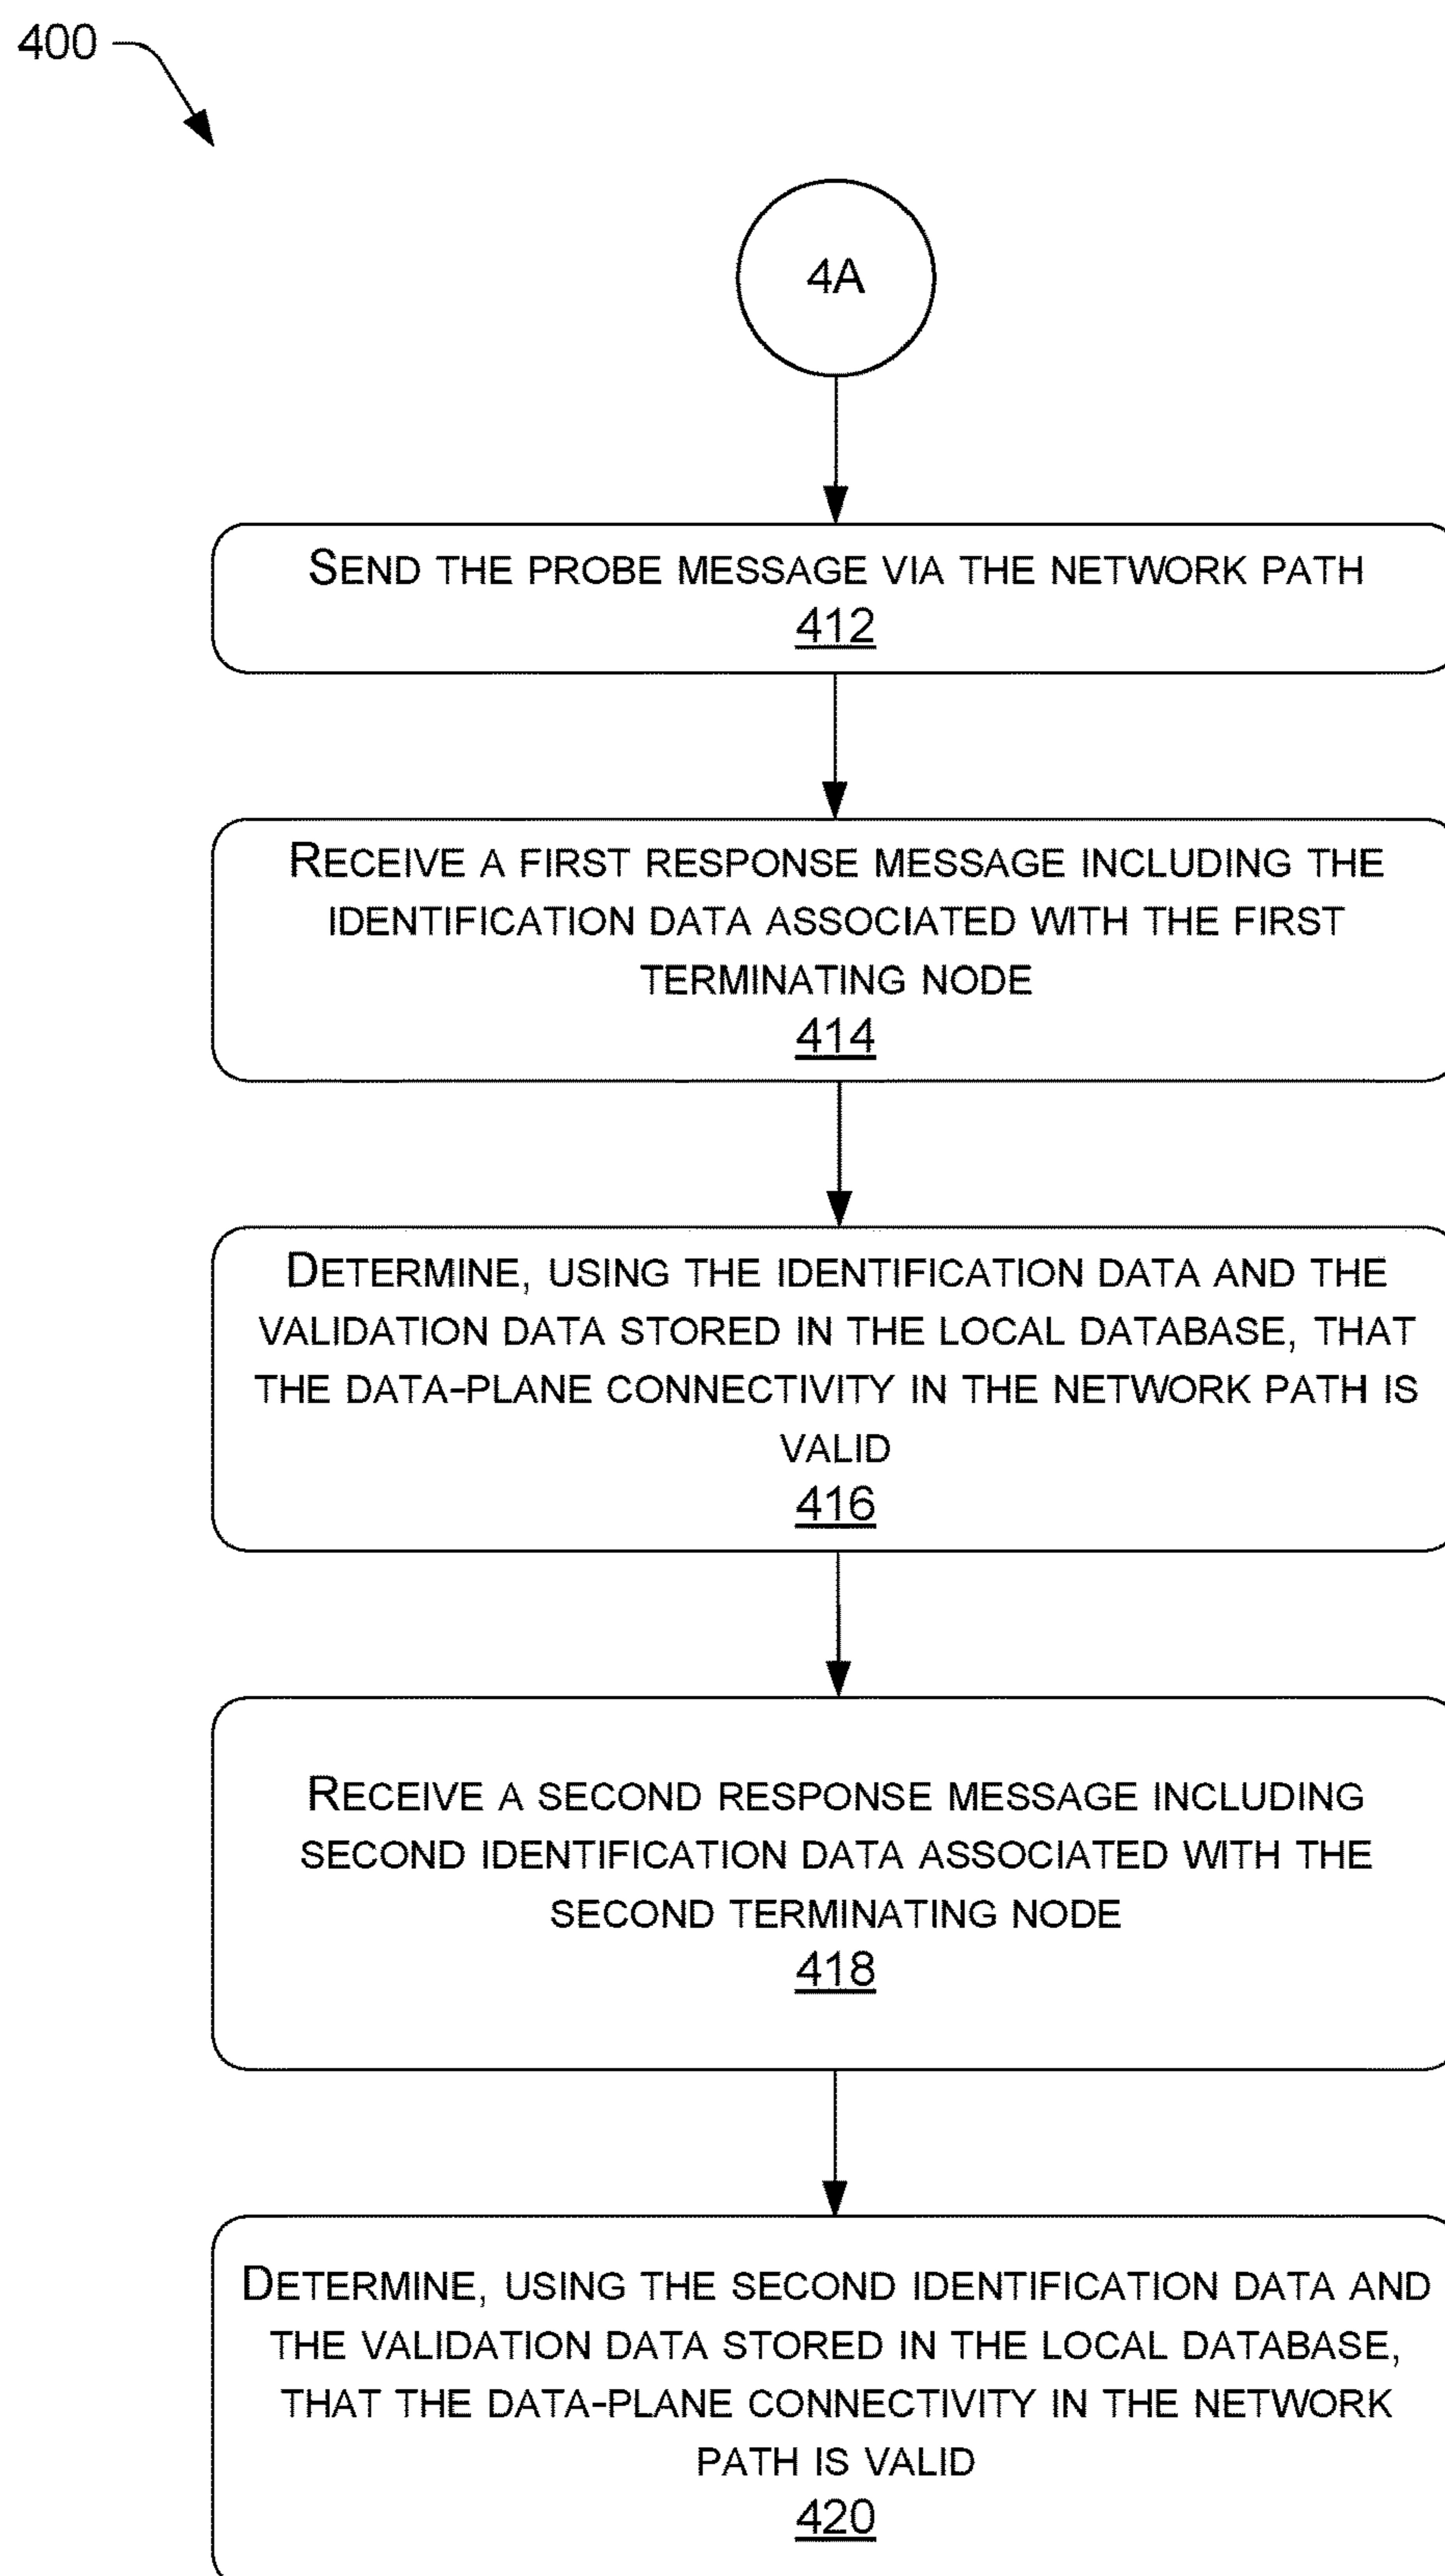 400
4A
SEND THE PROBE MESSAGE VIA THE NETWORK PATH
412
RECEIVE A FIRST RESPONSE MESSAGE INCLUDING THE
IDENTIFICATION DATA ASSOCIATED WITH THE FIRST
TERMINATING NODE
414
DETERMINE, USING THE IDENTIFICATION DATA AND THE
VALIDATION DATA STORED IN THE LOCAL DATABASE, THAT
THE DATA-PLANE CONNECTIVITY IN THE NETWORK PATH IS
VALID
416
RECEIVE A SECOND RESPONSE MESSAGE INCLUDING
SECOND IDENTIFICATION DATA ASSOCIATED WITH THE
SECOND TERMINATING NODE
418
DETERMINE, USING THE SECOND IDENTIFICATION DATA AND
THE VALIDATION DATA STORED IN THE LOCAL DATABASE,
THAT THE DATA-PLANE CONNECTIVITY IN THE NETWORK
PATH IS VALID
420